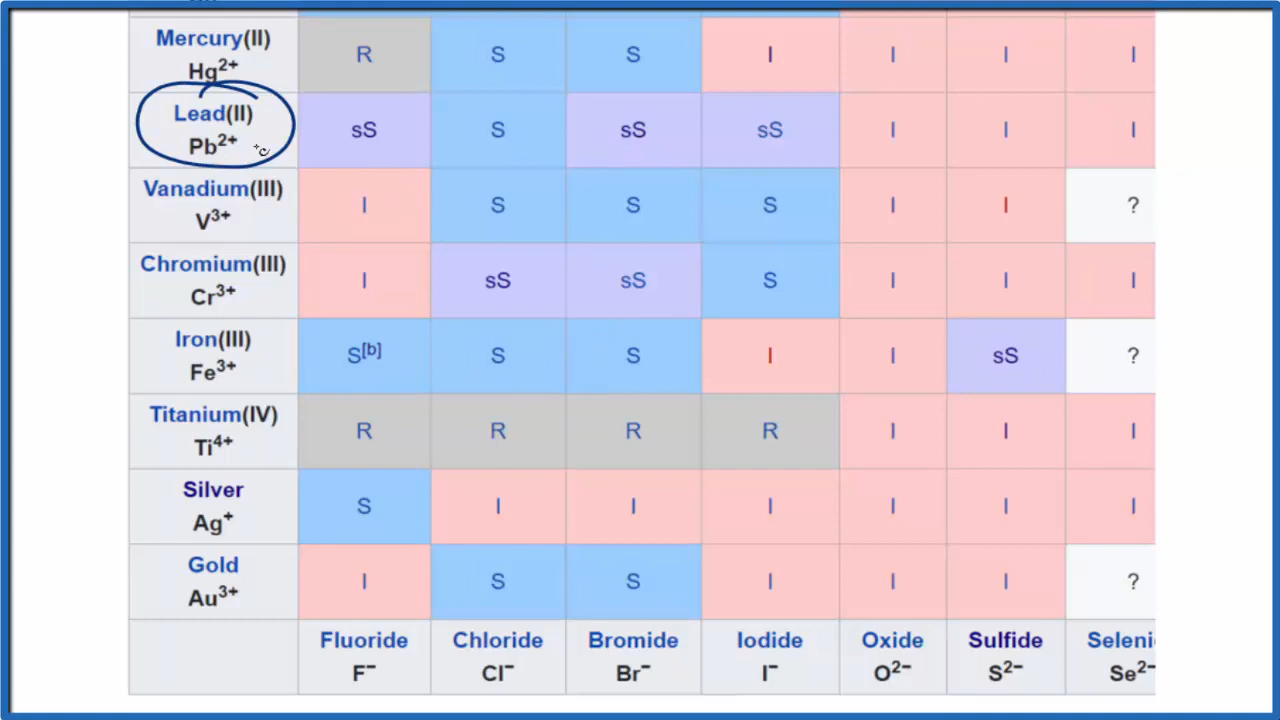 Mercury(II) R S S I I I I
Hg2+
Lead(II) sS S sS sS I I I
Pb2+
Vanadium(III) I S S S I I ?
V3+
Chromium(III) I sS sS S I I I
Cr3+
Iron(III) S[b] S S I I sS ?
Fe3+
Titanium(IV) R R R R I I I
Ti4+
Silver S I I I I I I
Ag+
Gold I S S I I I ?
Au3+
Fluoride Chloride Bromide Iodide Oxide Sulfide Seleni
F− Cl− Br− I− O2− S2− Se2−